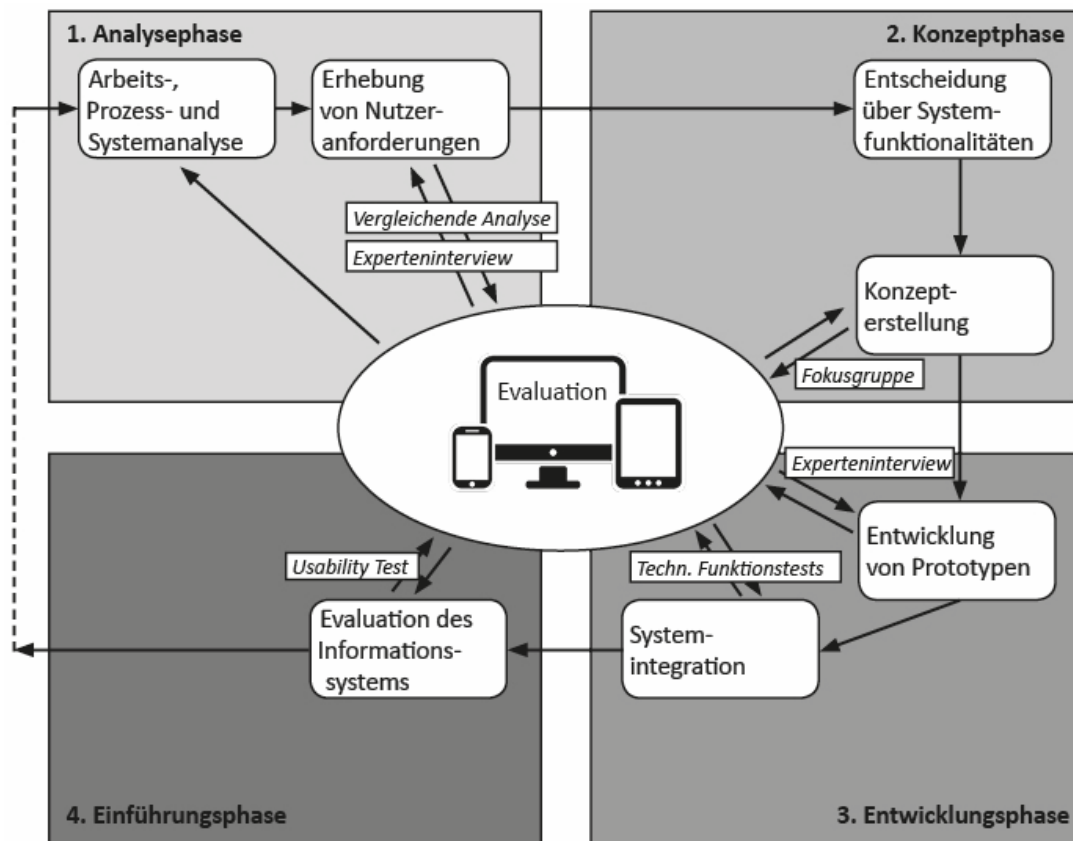 1. Analysephase
Arbeits-,
Prozess- und
Systemanalyse
Erhebung
von Nutzer-
anforderungen
Vergleichende Analyse
Experteninterview
2. Konzeptphase
Entscheidung
über System-
funktionalitäten
Konzept-
erstellung
Fokusgruppe
Evaluation
Experteninterview
Entwicklung
von Prototypen
Techn. Funktionstests
System-
integration
3. Entwicklungsphase
Usability Test
Evaluation des
Informations-
systems
4. Einführungsphase